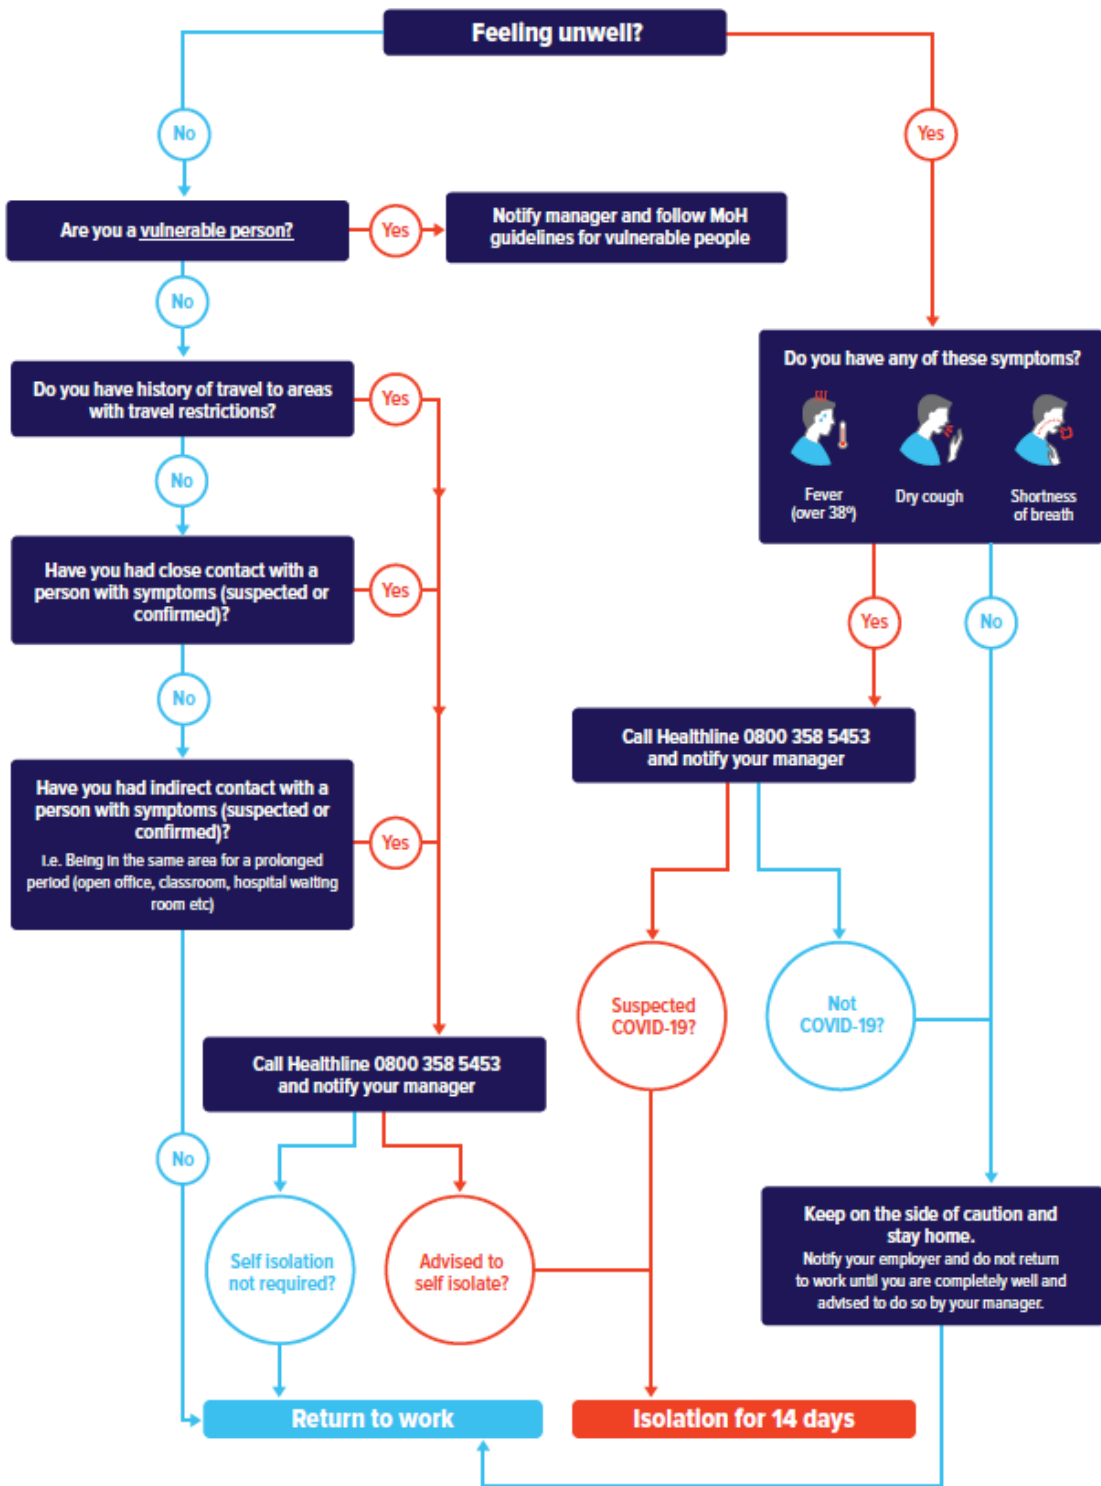 Feeling unwell?
No
Yes
Are you a vulnerable person?
Yes
Notify manager and follow MoH
guidelines for vulnerable people
No
Do you have history of travel to areas
with travel restrictions?
Yes
Do you have any of these symptoms?
Fever
(over 38º)
Dry cough
Shortness
of breath
No
Have you had close contact with a
person with symptoms (suspected or
confirmed)?
Yes
Yes
No
No
Call Healthline 0800 358 5453
and notify your manager
Have you had indirect contact with a
person with symptoms (suspected or
confirmed)?
i.e. Being in the same area for a prolonged
period (open office, classroom, hospital waiting
room etc)
Yes
Suspected
COVID-19?
Not
COVID-19?
Call Healthline 0800 358 5453
and notify your manager
No
Self isolation
not required?
Advised to
self isolate?
Keep on the side of caution and
stay home.
Notify your employer and do not return
to work until you are completely well and
advised to do so by your manager.
Return to work
Isolation for 14 days